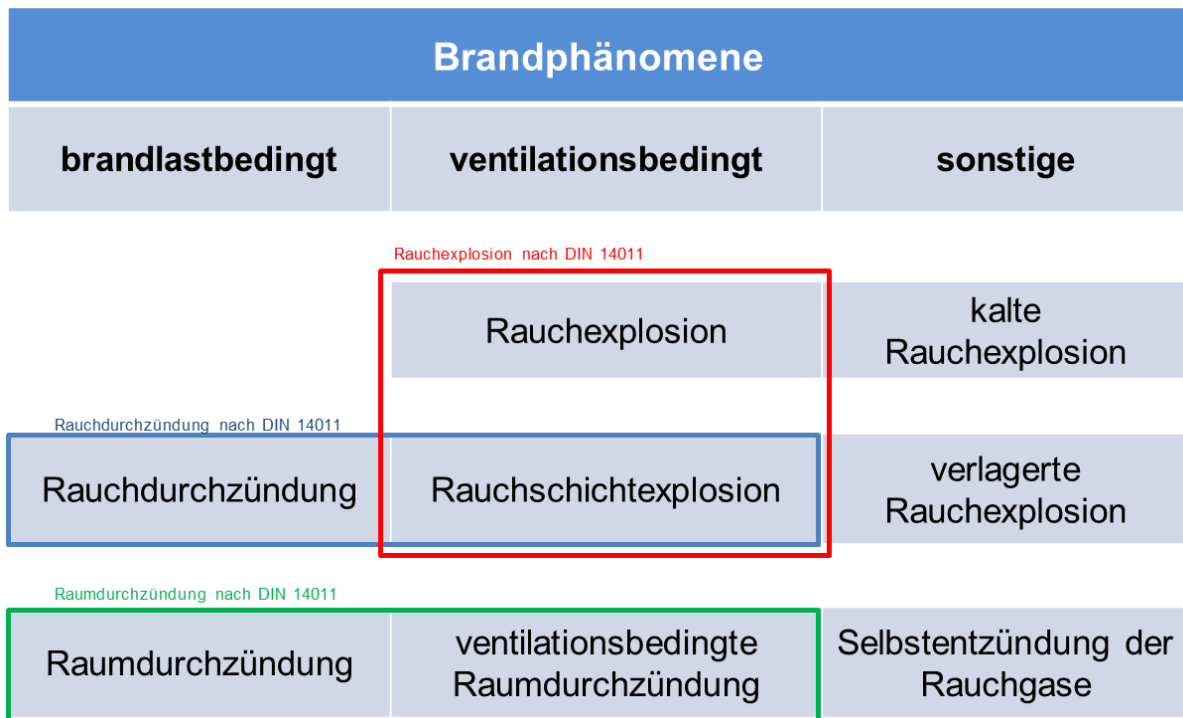 Brandphänomene
brandlastbedingt
ventilationsbedingt
sonstige
Rauchexplosion nach DIN 14011
Rauchexplosion
kalte
Rauchexplosion
Rauchdurchzündung nach DIN 14011
Rauchdurchzündung
Rauchschichtexplosion
verlagerte
Rauchexplosion
Raumdurchzündung nach DIN 14011
Raumdurchzündung
ventilationsbedingte
Raumdurchzündung
Selbstentzündung der
Rauchgase